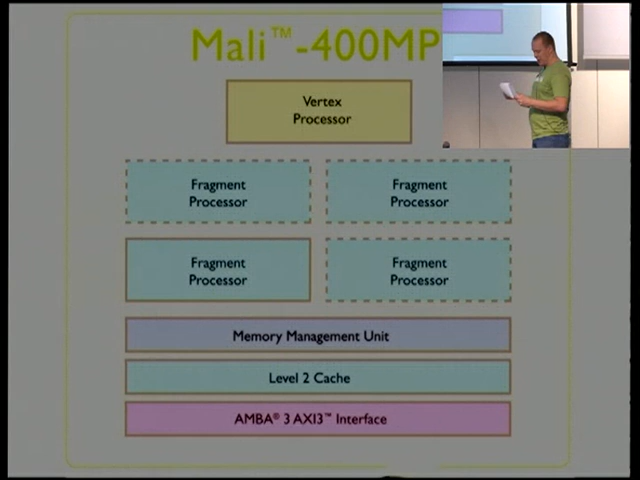 Mali™-400MP
Vertex
Processor
Fragment
Processor
Fragment
Processor
Fragment
Processor
Fragment
Processor
Memory Management Unit
Level 2 Cache
AMBA® 3 AXI3™ Interface